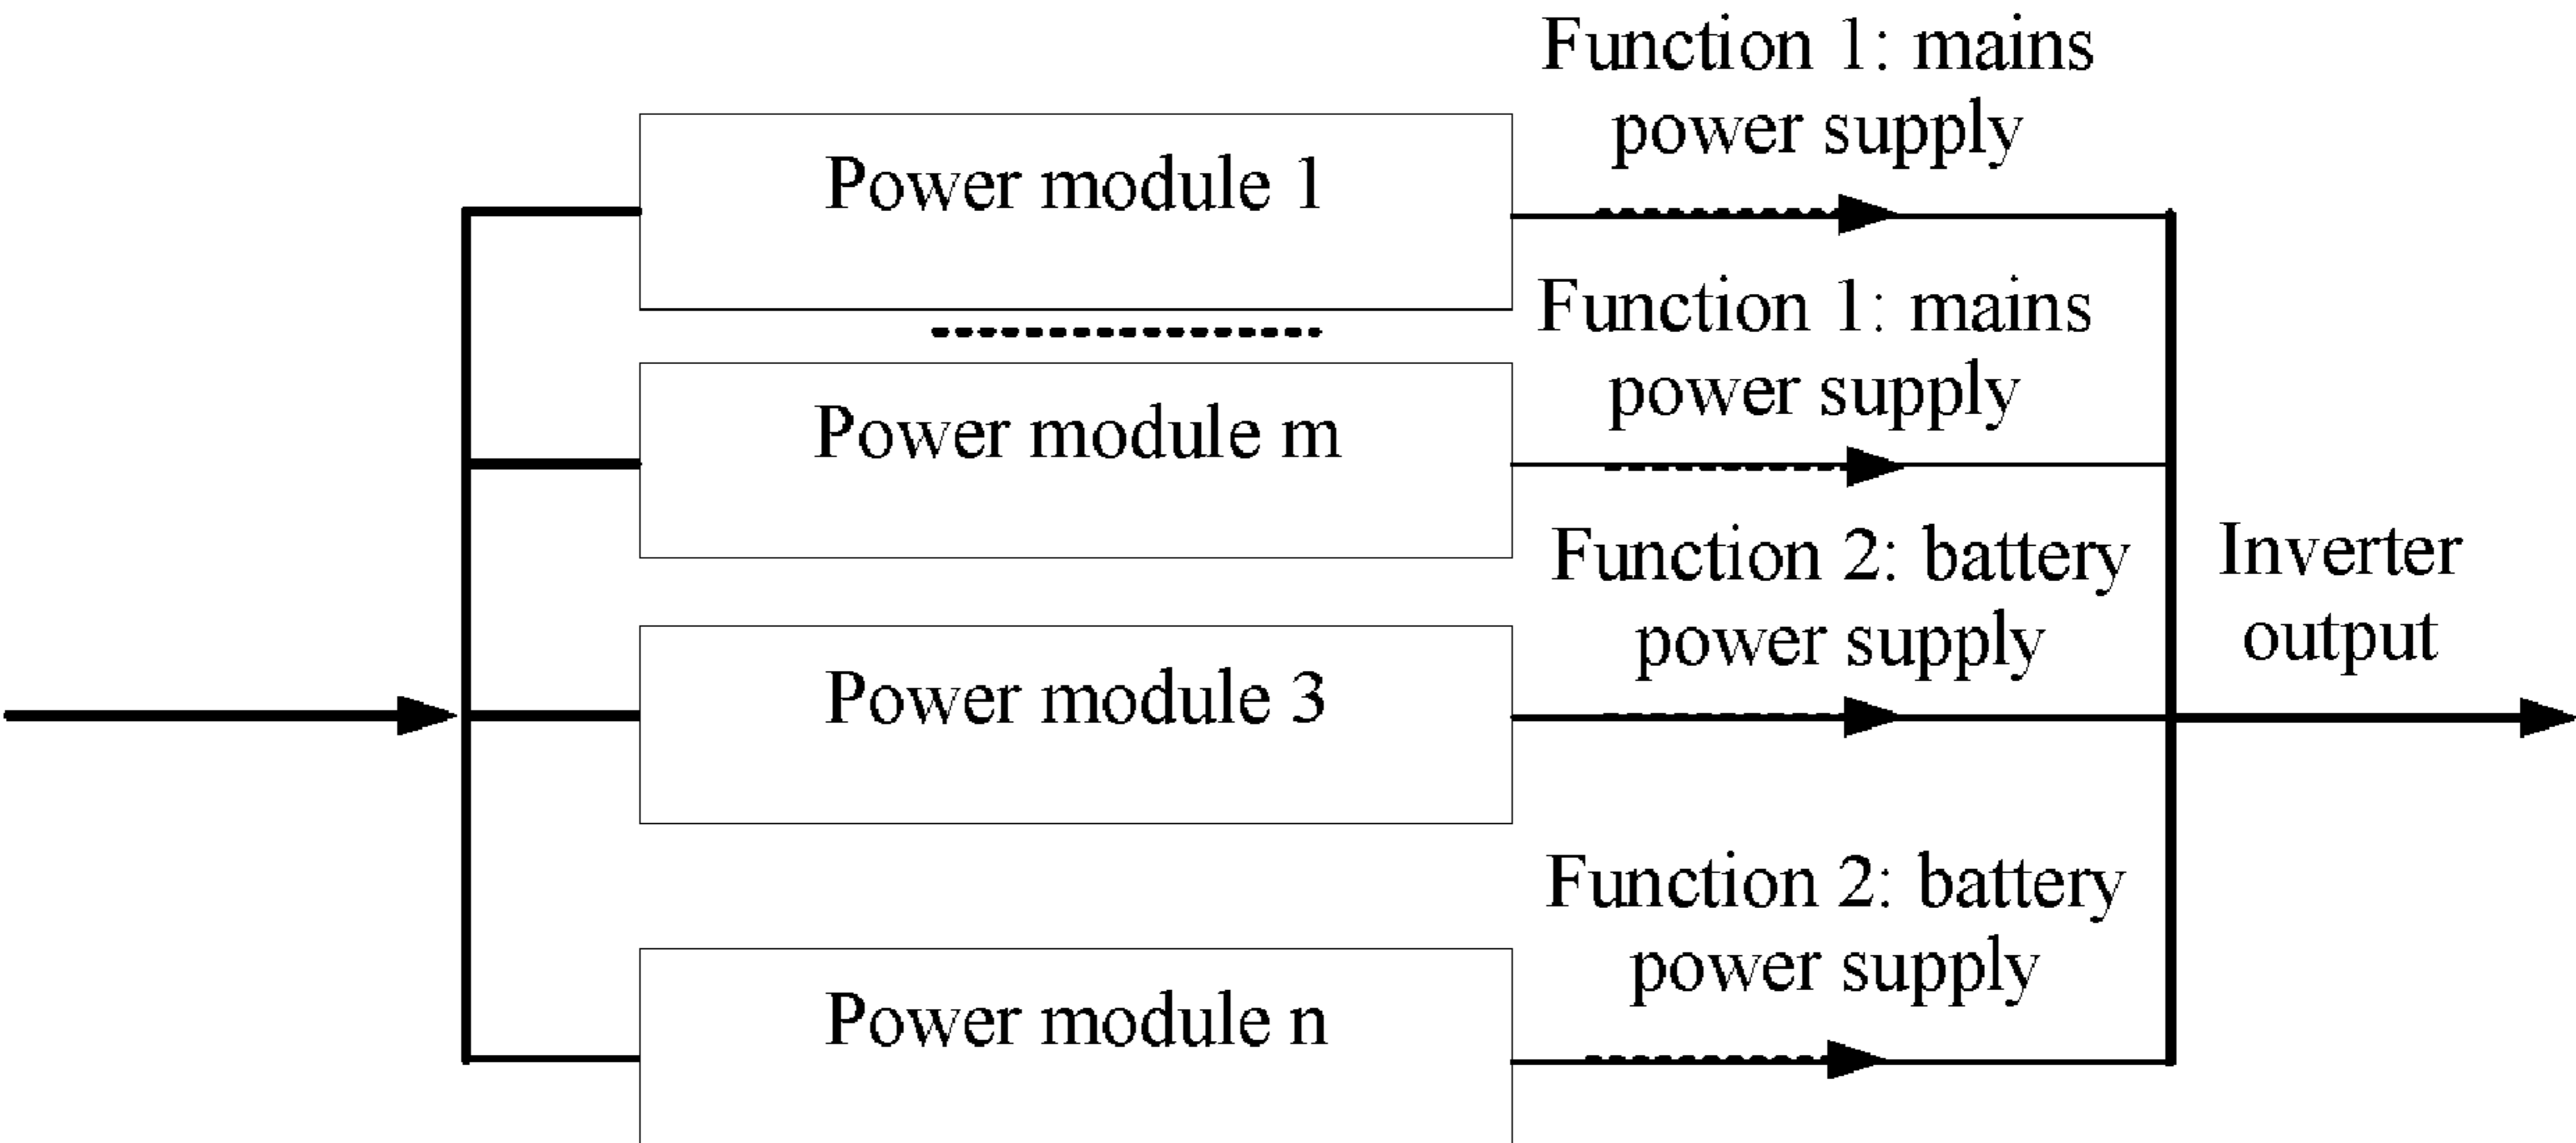 Function 1: mains
power supply
Power module 1
Function 1: mains
power supply
Power module m
Function 2: battery
power supply
Inverter
output
Power module 3
Function 2: battery
power supply
Power module n